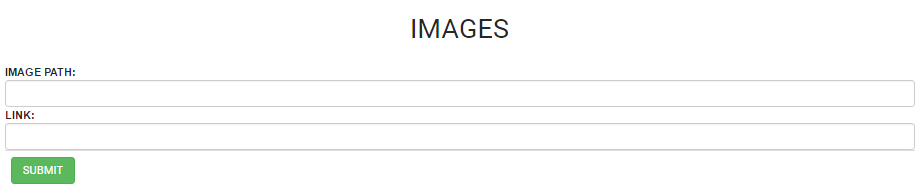 IMAGES
IMAGE PATH:
LINK:
SUBMIT